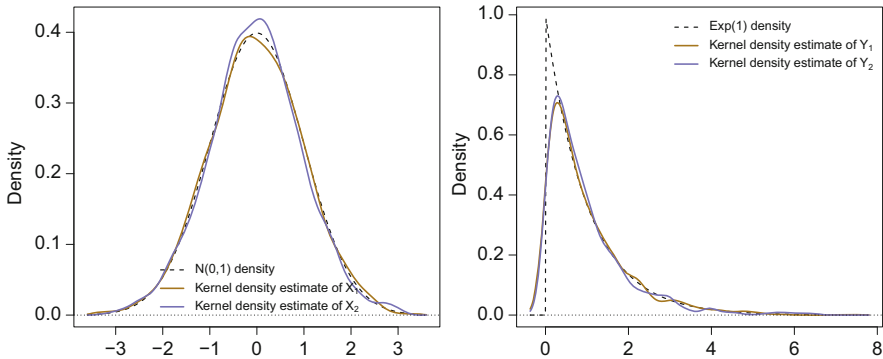 Density
0.4
0.3
0.2
0.1
0.0
N(0,1) density
Kernel density estimate of X₁
Kernel density estimate of X₂
−3 −2 −1 0 1 2 3
Density
1.0
0.8
0.6
0.4
0.2
0.0
Exp(1) density
Kernel density estimate of Y₁
Kernel density estimate of Y₂
0 2 4 6 8